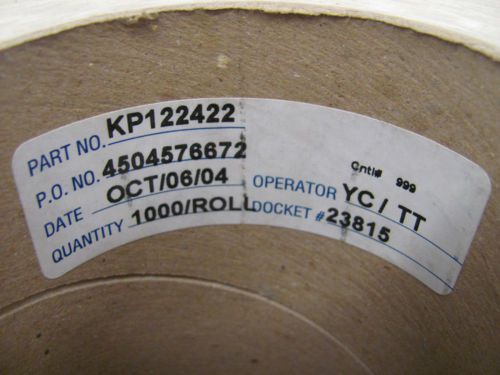 PART NO. KP122422
P.O. NO. 4504576672
DATE OCT/06/04
QUANTITY 1000/ROLL
Cntl# 999
OPERATOR YC / TT
DOCKET # 23815